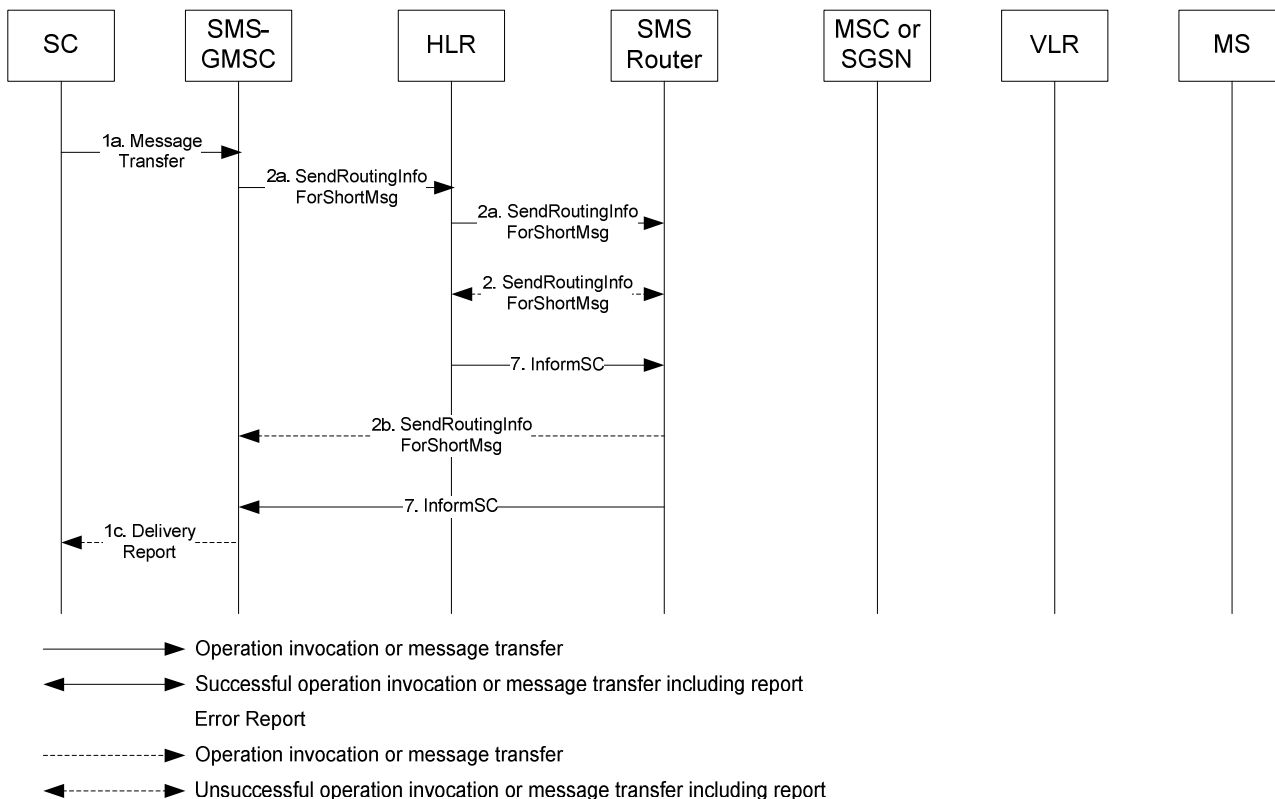 SC
SMS-
GMSC
HLR
SMS
Router
MSC or
SGSN
VLR
MS
1a. Message
Transfer
2a. SendRoutingInfo
ForShortMsg
2a. SendRoutingInfo
ForShortMsg
2. SendRoutingInfo
ForShortMsg
7. InformSC
2b. SendRoutingInfo
ForShortMsg
7. InformSC
1c. Delivery
Report
Operation invocation or message transfer
Successful operation invocation or message transfer including report
Error Report
Operation invocation or message transfer
Unsuccessful operation invocation or message transfer including report